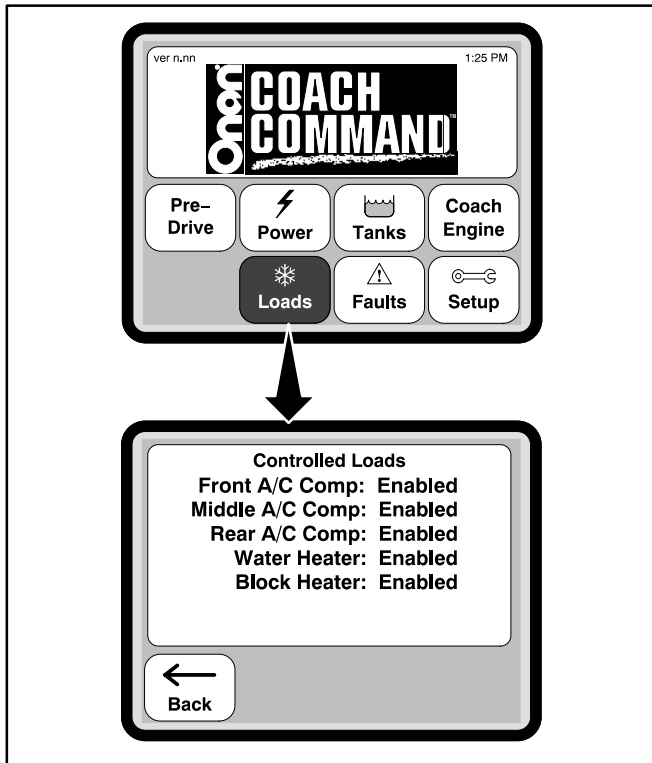 ver n.nn 1:25 PM
Onan COACH
COMMAND™
Pre–
Drive
Power
Tanks
Coach
Engine
Loads
Faults
Setup
Controlled Loads
Front A/C Comp: Enabled
Middle A/C Comp: Enabled
Rear A/C Comp: Enabled
Water Heater: Enabled
Block Heater: Enabled
Back